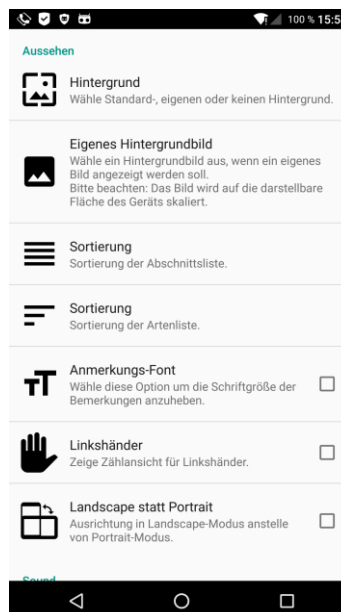 100 % 15:5
Aussehen
Hintergrund
Wähle Standard-, eigenen oder keinen Hintergrund.
Eigenes Hintergrundbild
Wähle ein Hintergrundbild aus, wenn ein eigenes
Bild angezeigt werden soll.
Bitte beachten: Das Bild wird auf die darstellbare
Fläche des Geräts skaliert.
Sortierung
Sortierung der Abschnittsliste.
Sortierung
Sortierung der Artenliste.
Anmerkungs-Font
Wähle diese Option um die Schriftgröße der
Bemerkungen anzuheben.
Linkshänder
Zeige Zählansicht für Linkshänder.
Landscape statt Portrait
Ausrichtung in Landscape-Modus anstelle
von Portrait-Modus.
Sound